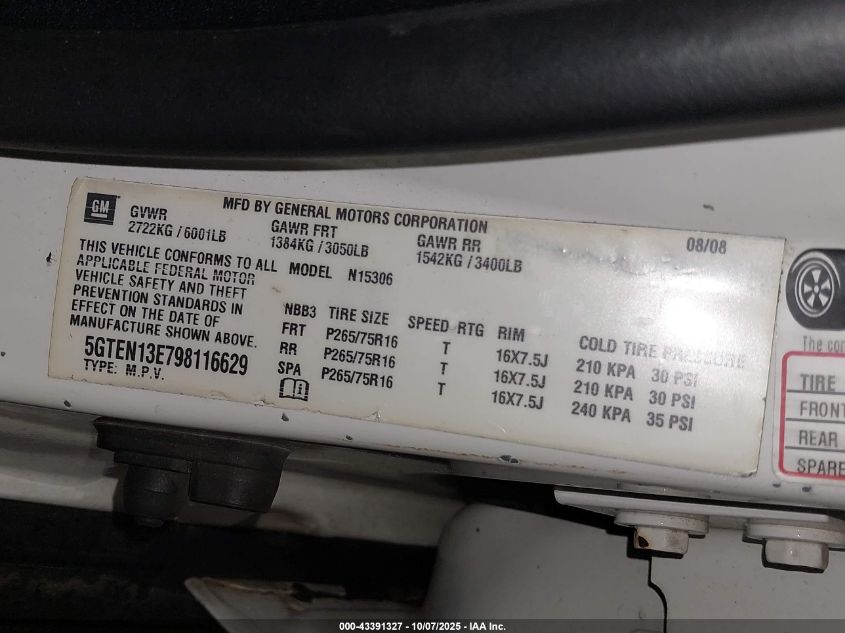 GM
GVWR
2722KG / 6001LB
MFD BY GENERAL MOTORS CORPORATION
GAWR FRT
1384KG / 3050LB
GAWR RR
1542KG / 3400LB
08/08
THIS VEHICLE CONFORMS TO ALL
APPLICABLE FEDERAL MOTOR
VEHICLE SAFETY AND THEFT
PREVENTION STANDARDS IN
EFFECT ON THE DATE OF
MANUFACTURE SHOWN ABOVE.
5GTEN13E798116629
TYPE: M.P.V.
MODEL N15306
NBB3 TIRE SIZE SPEED RTG RIM COLD TIRE PRESSURE
FRT P265/75R16 T 16X7.5J 210 KPA 30 PSI
RR P265/75R16 T 16X7.5J 210 KPA 30 PSI
SPA P265/75R16 T 16X7.5J 240 KPA 35 PSI
The
TIRE
FRONT
REAR
SPARE
000-43391327 - 10/07/2025 - IAA Inc.